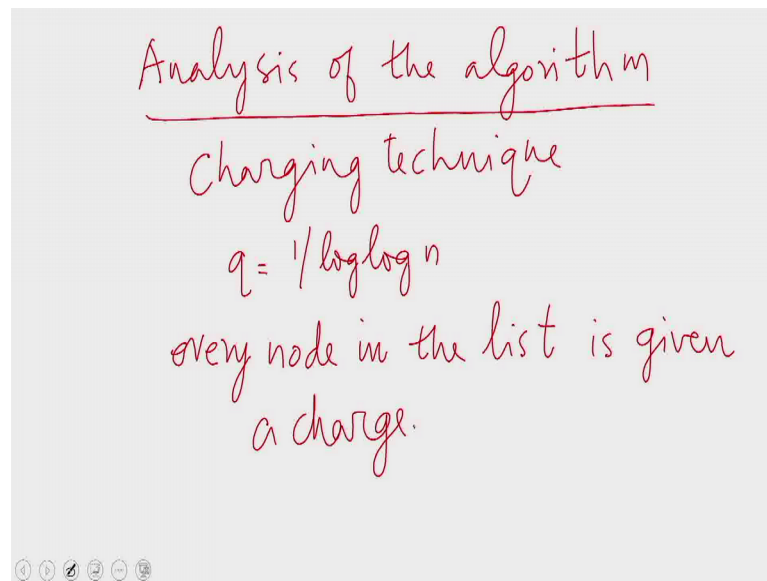 Analysis of the algorithm
Charging technique
q = 1/loglog n
every node in the list is given
a charge.